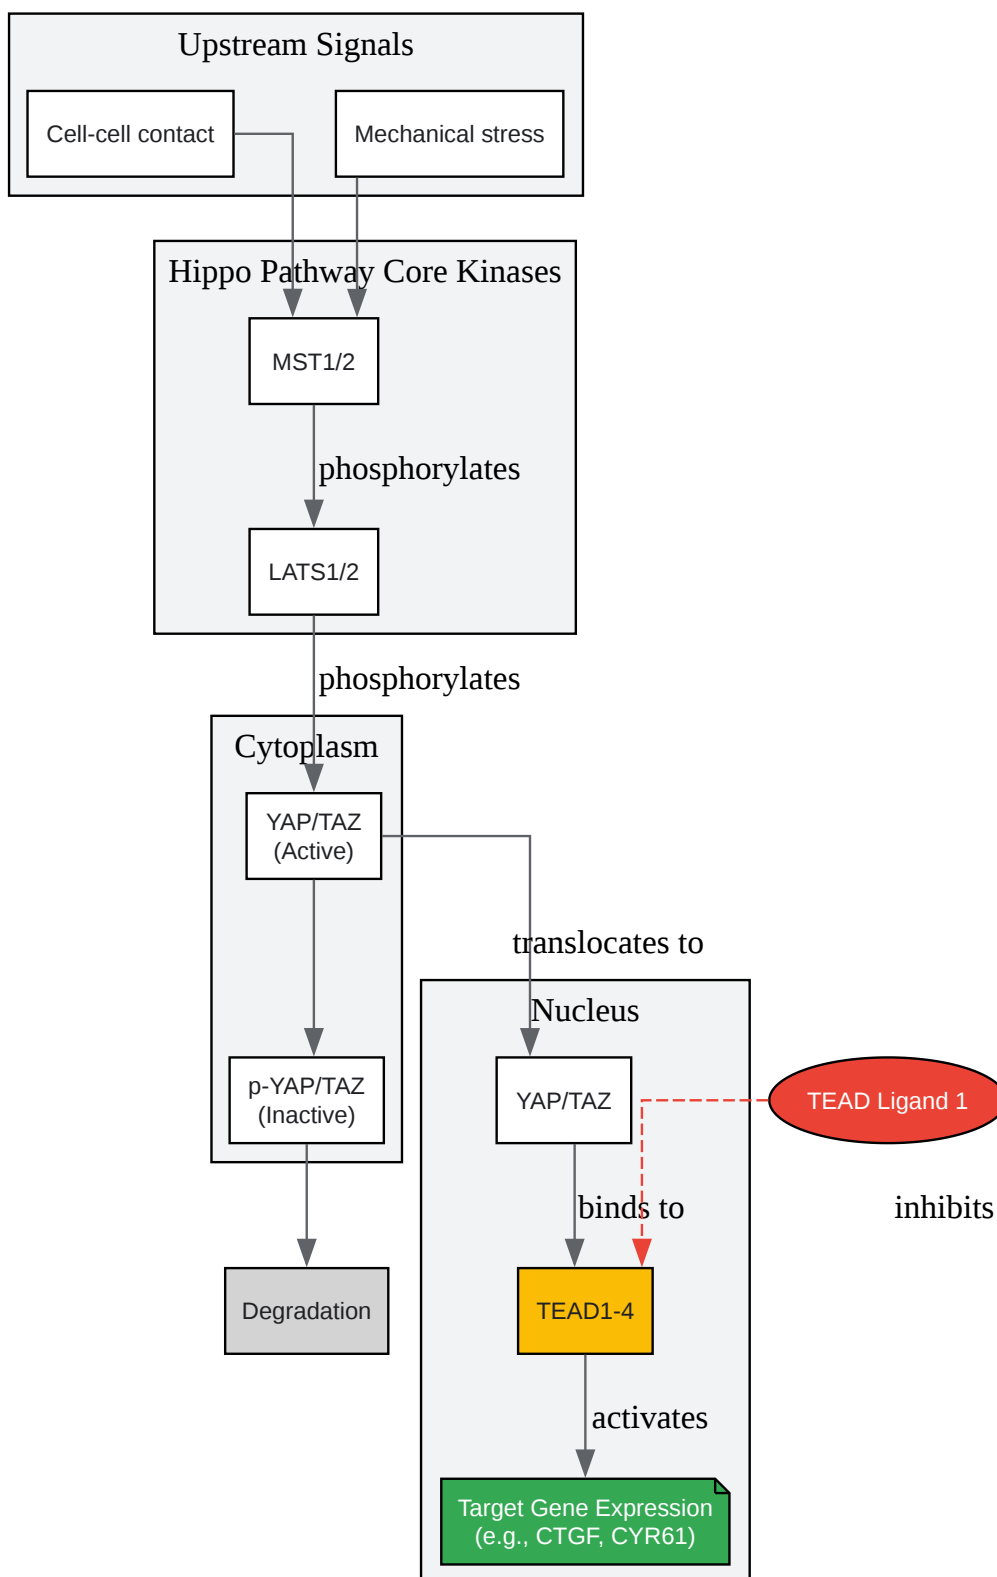 Upstream Signals
Cell-cell contact
Mechanical stress
Hippo Pathway Core Kinases
MST1/2
phosphorylates
LATS1/2
phosphorylates
Cytoplasm
YAP/TAZ
(Active)
translocates to
Nucleus
p-YAP/TAZ
(Inactive)
YAP/TAZ
TEAD Ligand 1
binds to
inhibits
Degradation
TEAD1-4
activates
Target Gene Expression
(e.g., CTGF, CYR61)